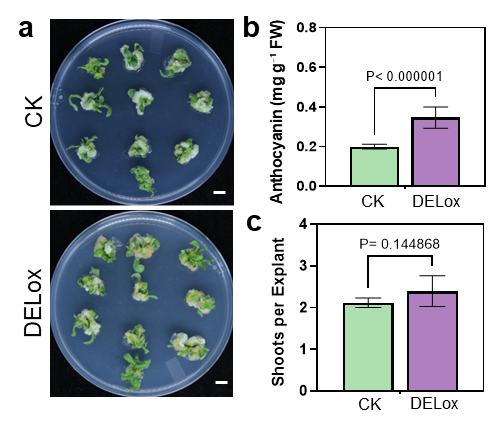 a
CK
DELox
b
Anthocyanin (mg g⁻¹ FW)
0.8
0.6
0.4
0.2
0.0
P< 0.000001
CK DELox
c
Shoots per Explant
4
3
2
1
0
P= 0.144868
CK DELox